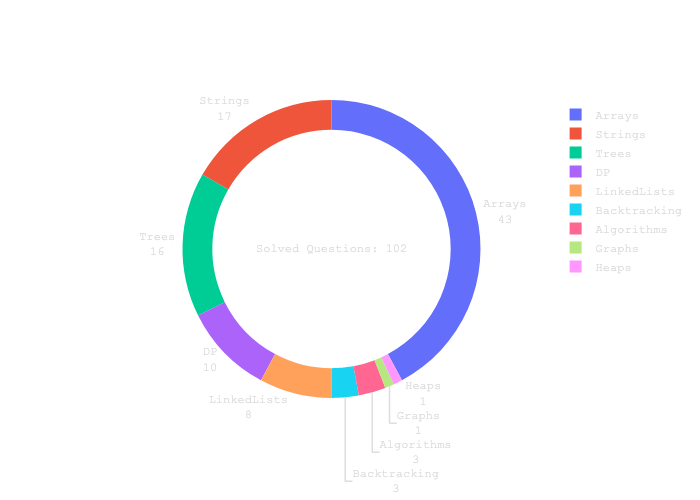 Strings
17
Arrays
43
Trees
16
Solved Questions: 102
DP
10
LinkedLists
8
Heaps
1
Graphs
1
Algorithms
3
Backtracking
3
Arrays
Strings
Trees
DP
LinkedLists
Backtracking
Algorithms
Graphs
Heaps